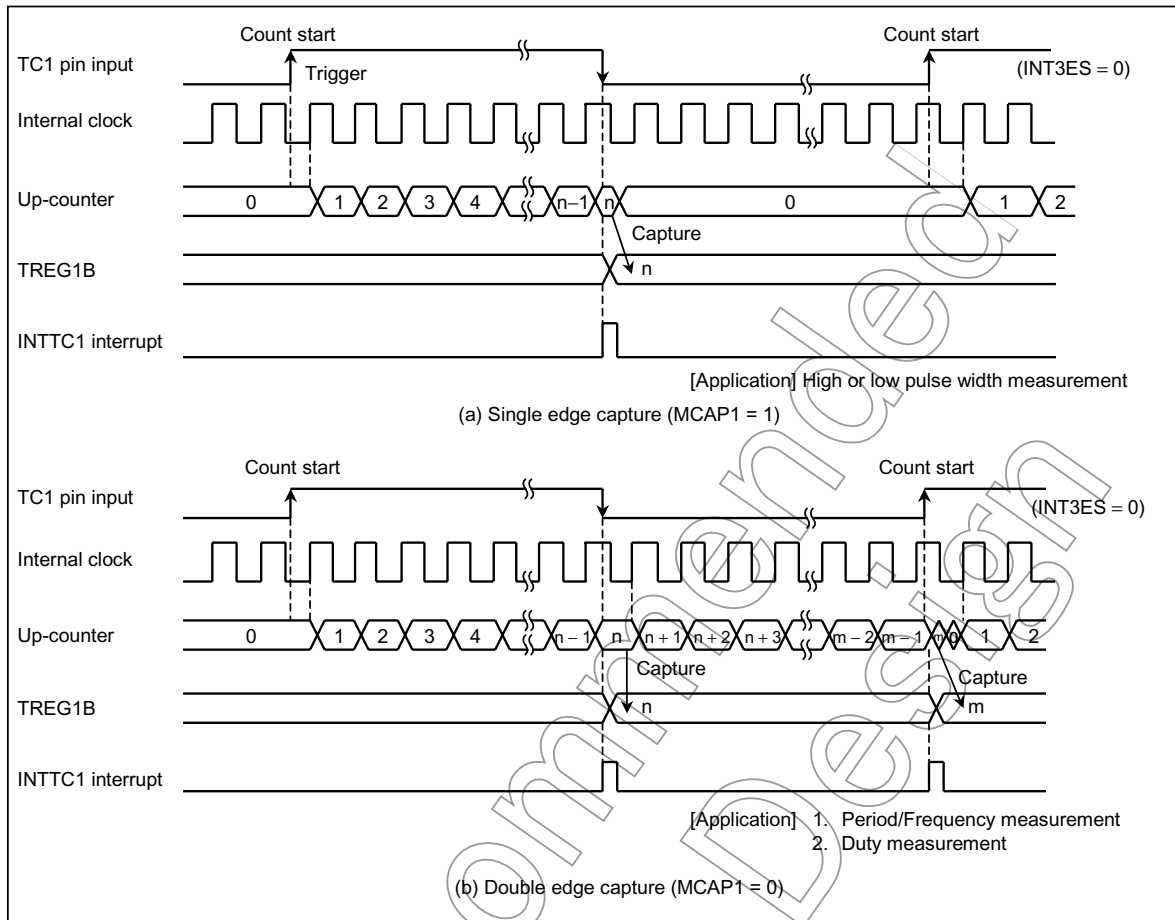 Count start Count start
TC1 pin input Trigger (INT3ES = 0)
Internal clock
Up-counter 0 1 2 3 4 n–1 n 0 1 2
Capture
TREG1B n
INTTC1 interrupt
[Application] High or low pulse width measurement
(a) Single edge capture (MCAP1 = 1)
Count start Count start
TC1 pin input (INT3ES = 0)
Internal clock
Up-counter 0 1 2 3 4 n – 1 n n + 1 n + 2 n + 3 m – 2 m – 1 m 0 1 2
Capture Capture
TREG1B n m
INTTC1 interrupt
[Application] 1. Period/Frequency measurement
2. Duty measurement
(b) Double edge capture (MCAP1 = 0)
ommended
Design